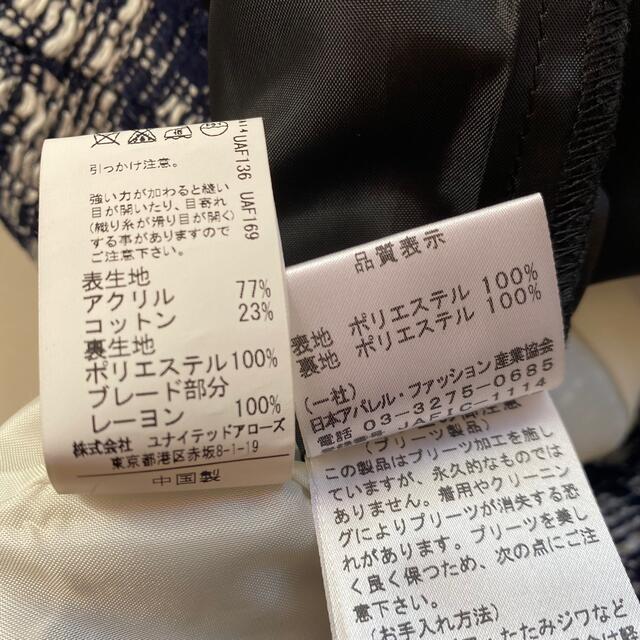 UAF136 UAF169
引っかけ注意。
強い力が加わると縫い
目が開いたり、目寄れ
(織り糸が滑り目が開く)
する事がありますので
ご注意下さい。
表生地
アクリル 77%
コットン 23%
裏生地
ポリエステル100%
ブレード部分
レーヨン 100%
株式会社 ユナイテッドアローズ
東京都港区赤坂8-1-19
中国製
品質表示
表地 ポリエステル 100%
裏地 ポリエステル 100%
(一社)
日本アパレル・ファッション産業協会
電話 03-3275-0685
JAFIC-1114
(プリーツ製品)
この製品はプリーツ加工を施し
ていますが、永久的なものでは
ありません。着用やクリーニン
グによりプリーツが消失する恐
れがあります。プリーツを美し
く良く保つため、次の点にご注
意下さい。
(お手入れ方法)
たたみジワなど